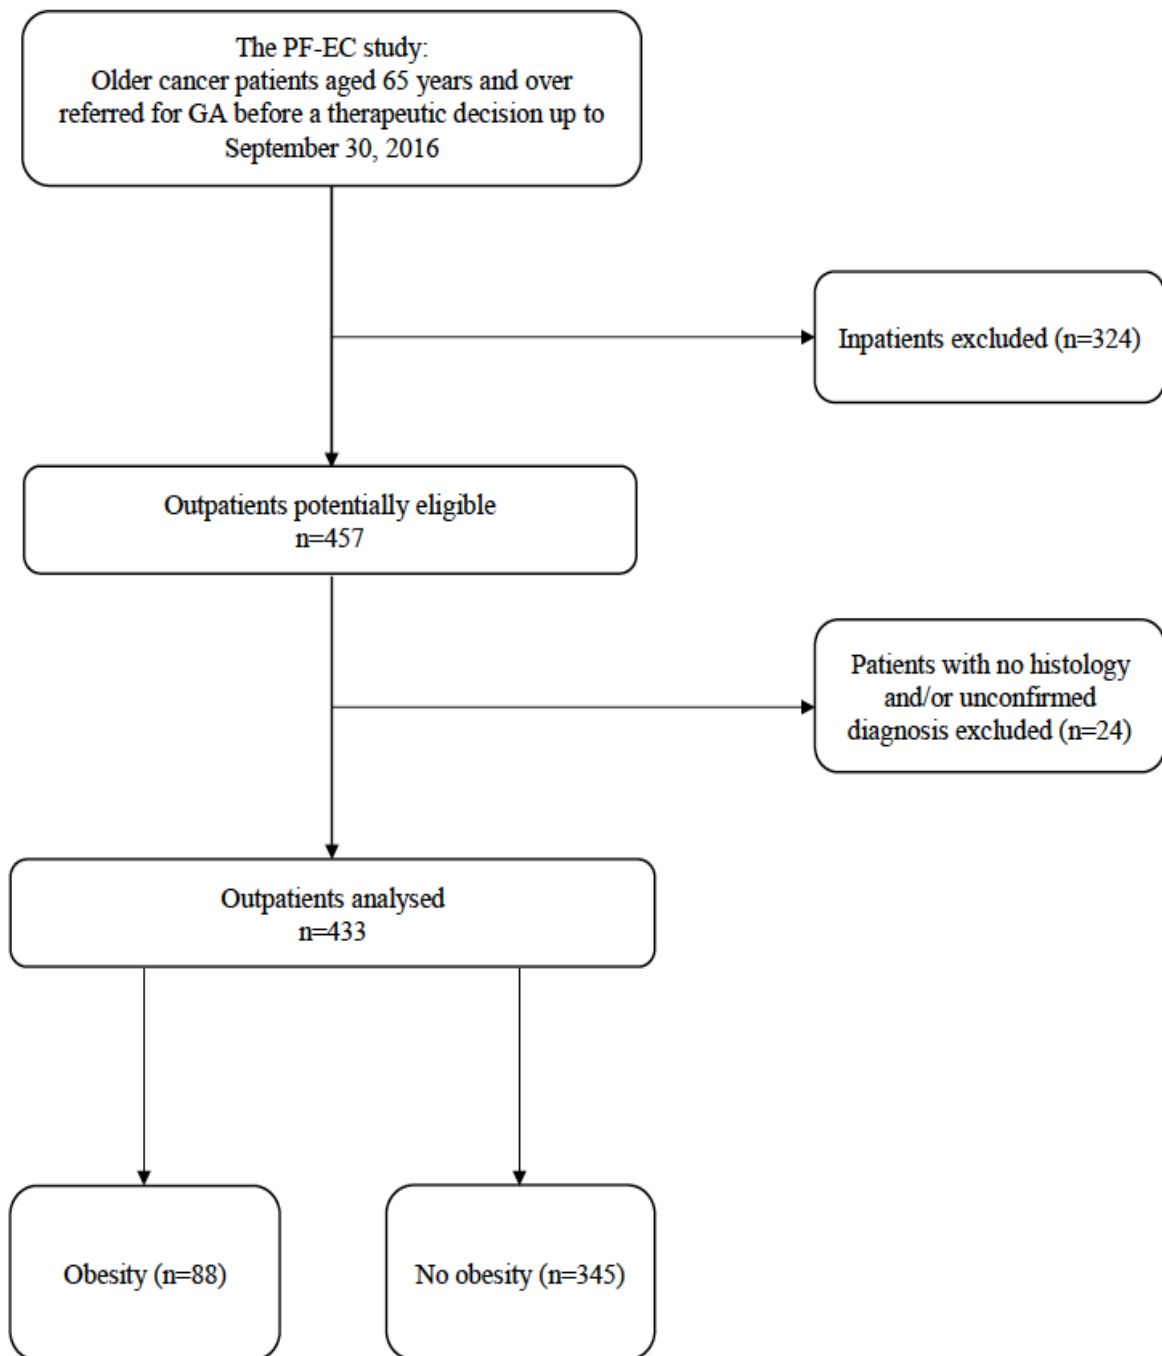 The PF-EC study:
Older cancer patients aged 65 years and over
referred for GA before a therapeutic decision up to
September 30, 2016
Inpatients excluded (n=324)
Outpatients potentially eligible
n=457
Patients with no histology
and/or unconfirmed
diagnosis excluded (n=24)
Outpatients analysed
n=433
Obesity (n=88)
No obesity (n=345)